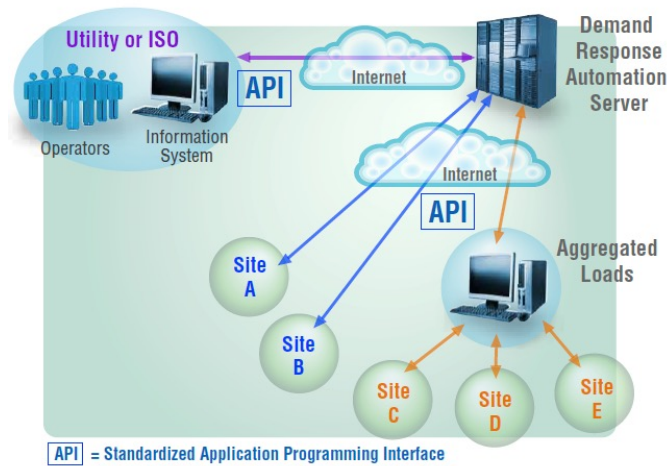 Utility or ISO
Operators
Information
System
API
Internet
Demand
Response
Automation
Server
Internet
API
Site
A
Site
B
Aggregated
Loads
Site
C
Site
D
Site
E
API = Standardized Application Programming Interface